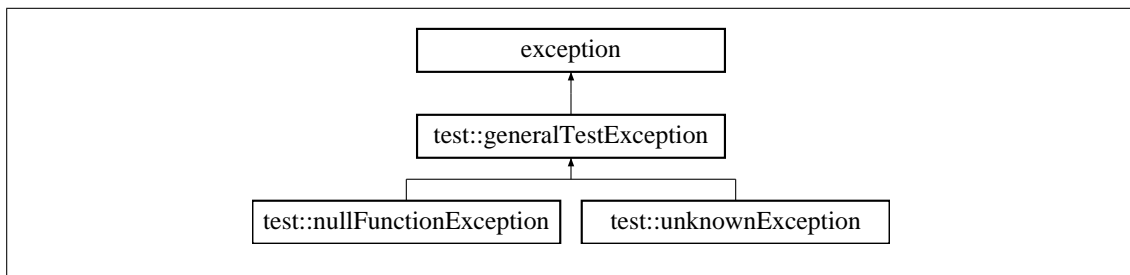 exception
test::generalTestException
test::nullFunctionException
test::unknownException